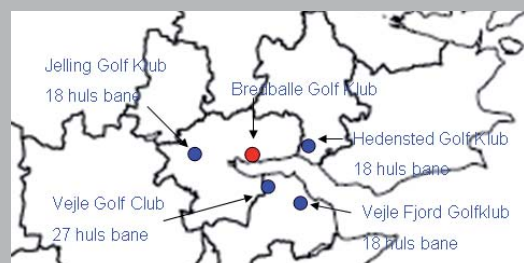 Jelling Golf Klub
18 huls bane
Bredballe Golf Klub
Hedensted Golf Klub
18 huls bane
Vejle Golf Club
27 huls bane
Vejle Fjord Golfklub
18 huls bane